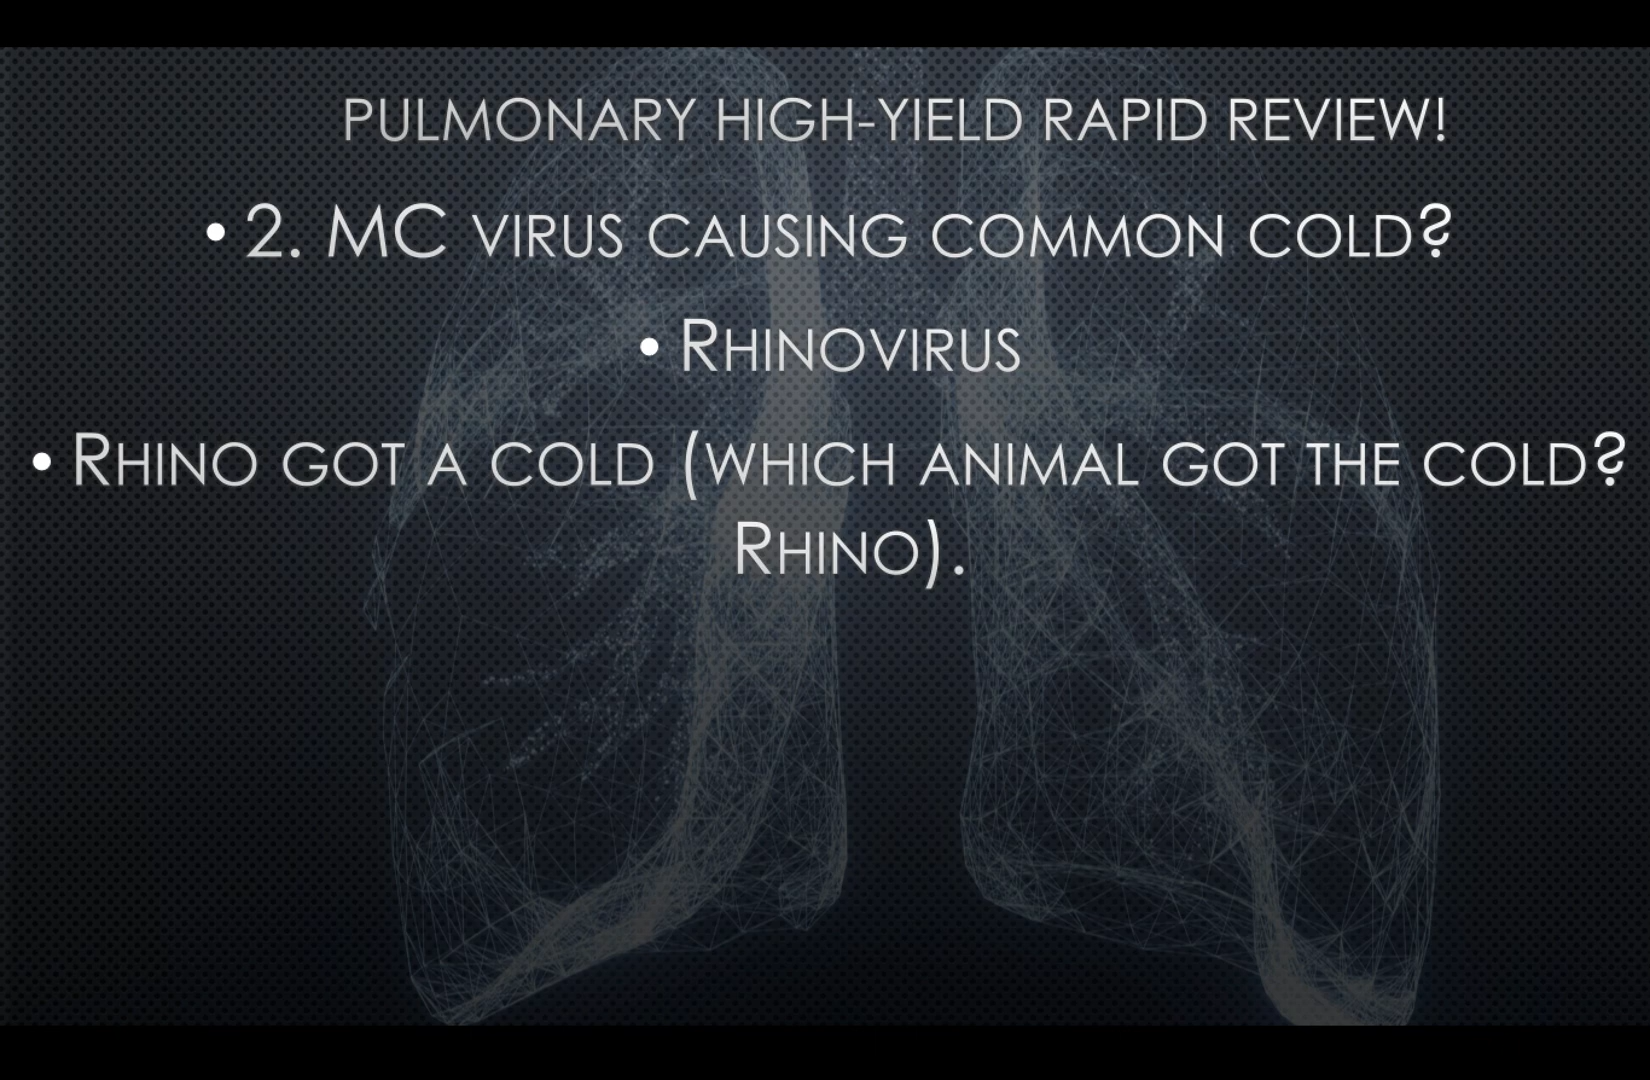 PULMONARY HIGH-YIELD RAPID REVIEW!
• 2. MC VIRUS CAUSING COMMON COLD?
• RHINOVIRUS
• RHINO GOT A COLD (WHICH ANIMAL GOT THE COLD?
RHINO).